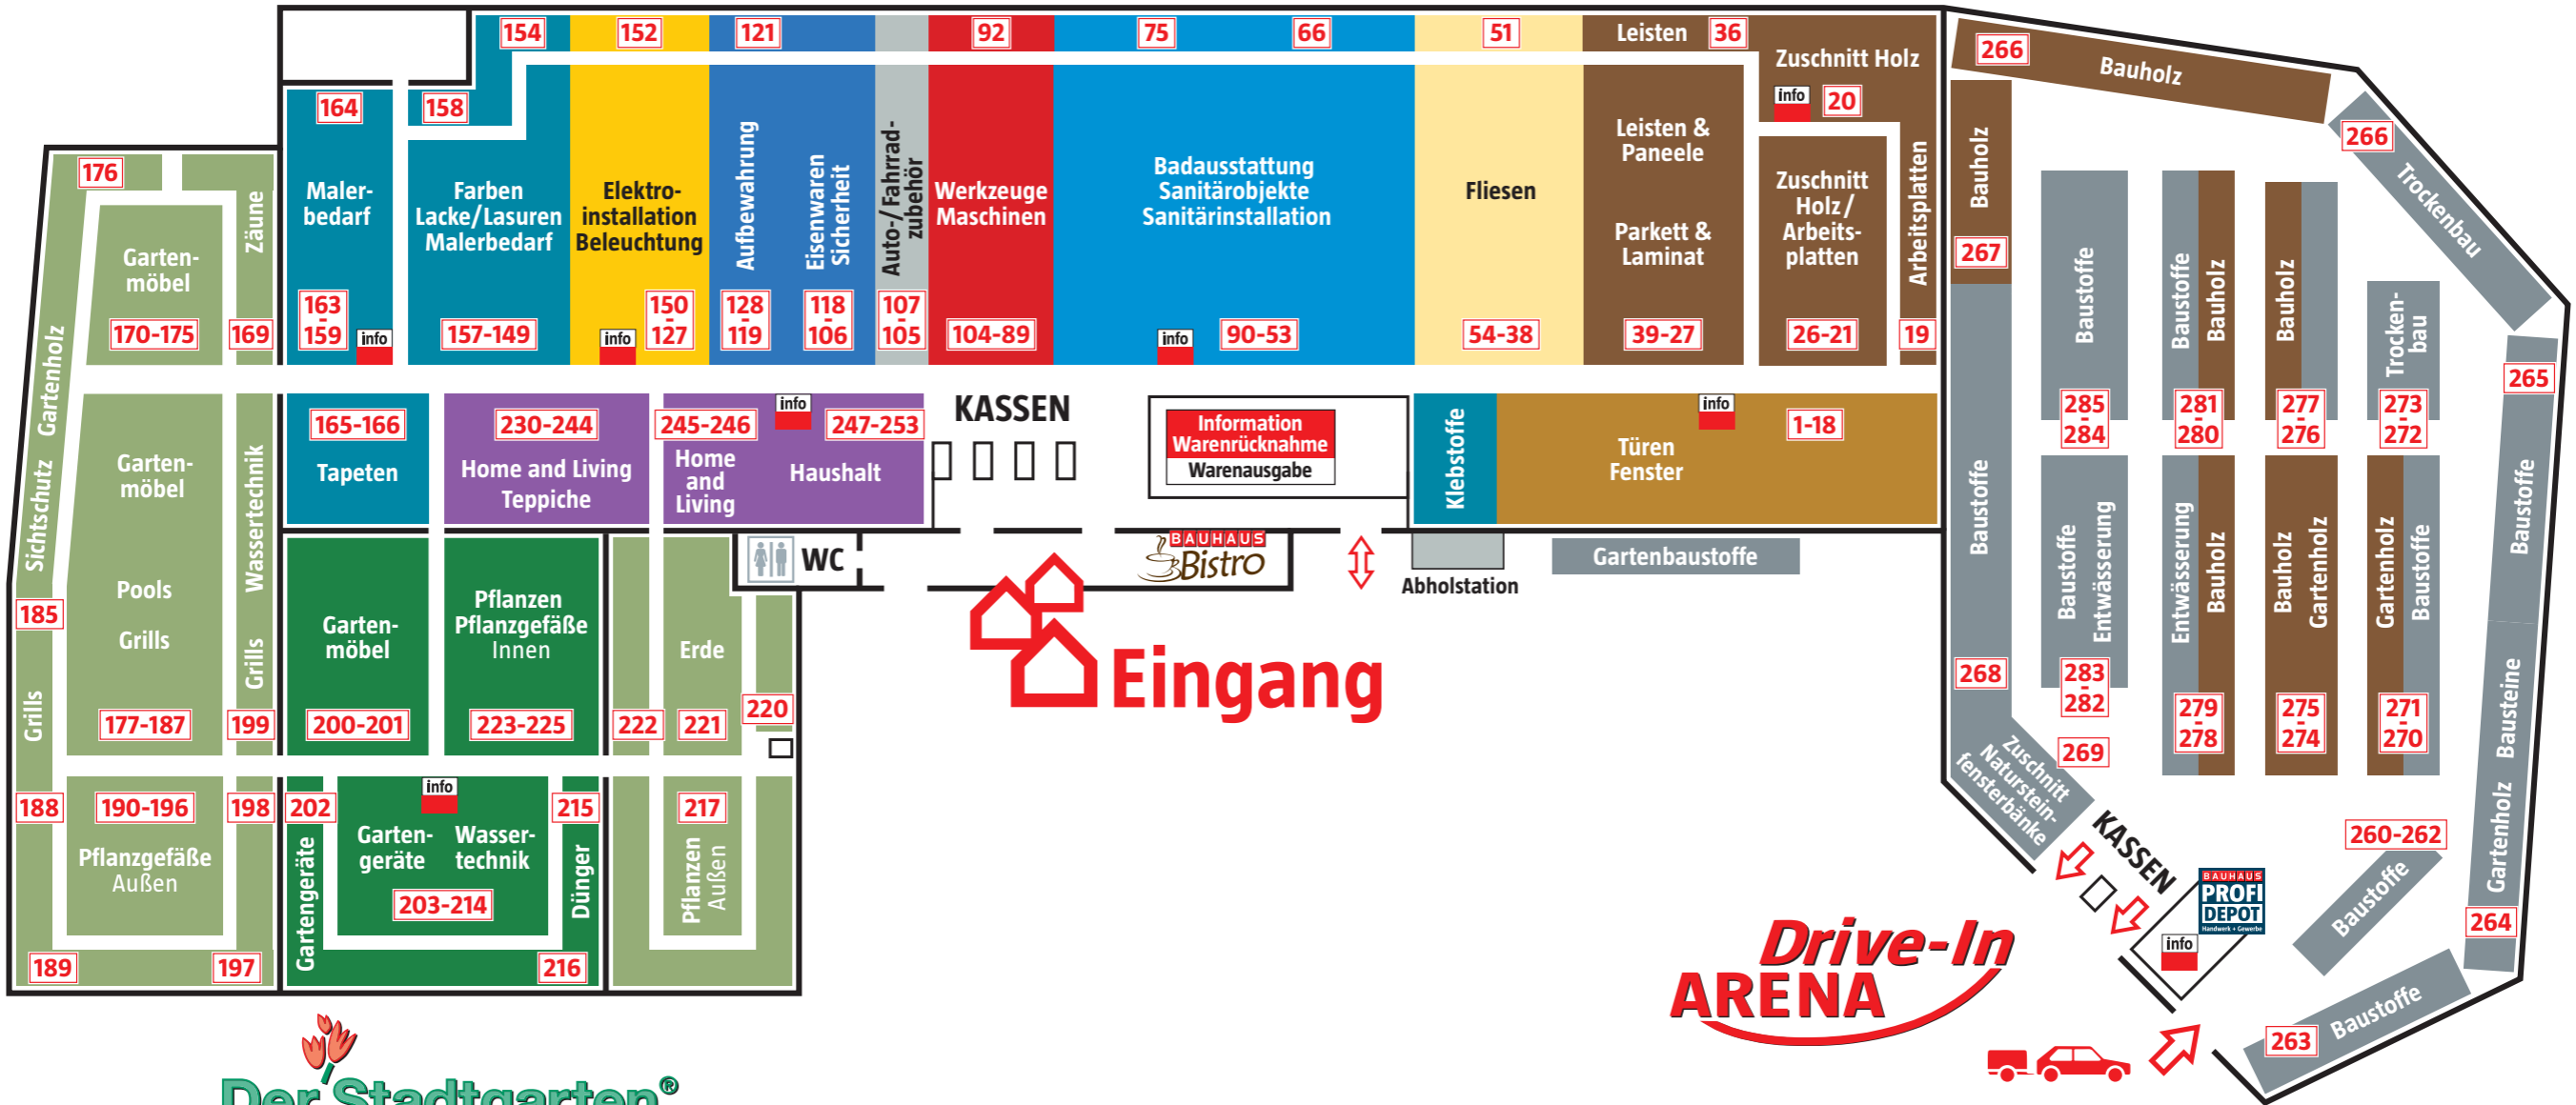 154
152
121
92
75
66
51
Leisten
36
Zuschnitt Holz
info
20
164
158
Maler-
bedarf
163
-
159
info
Farben
Lacke/Lasuren
Malerbedarf
157-149
Elektro-
installation
Beleuchtung
info
150
-
127
Aufbewahrung
128
-
119
Eisenwaren
Sicherheit
118
-
106
Auto-/Fahrrad-
zubehör
107
-
105
Werkzeuge
Maschinen
104-89
Badausstattung
Sanitärobjekte
Sanitärinstallation
info
90-53
Fliesen
54-38
Leisten &
Paneele
Parkett &
Laminat
39-27
Zuschnitt
Holz/
Arbeits-
platten
26-21
Arbeitsplatten
19
176
Zäune
Garten-
möbel
170-175
169
Sichtschutz Gartenholz
Garten-
möbel
Pools
Grills
177-187
Grills Wassertechnik
199
185
Grills
188
190-196
198
Pflanzgefäße
Außen
189
197
165-166
Tapeten
230-244
Home and Living
Teppiche
245-246
info
247-253
Home
and
Living
Haushalt
KASSEN
Information
Warenrücknahme
Warenausgabe
Klebstoffe
Türen
Fenster
info
1-18
WC
BAUHAUS
Bistro
Abholstation
Gartenbaustoffe
Eingang
Garten-
möbel
200-201
Pflanzen
Pflanzgefäße
Innen
223-225
222
Erde
221
220
202
Gartengeräte
info
Garten-
geräte
Wasser-
technik
203-214
215
Dünger
216
217
Pflanzen
Außen
266
Bauholz
266
Trockenbau
Bauholz
267
Baustoffe
268
Zuschnitt
Naturstein-
fensterbänke
Baustoffe
285
-
284
Baustoffe
Bauholz
281
-
280
Bauholz
277
-
276
Trocken-
bau
273
-
272
265
Baustoffe
Baustoffe
Entwässerung
283
-
282
269
Entwässerung
Bauholz
279
-
278
Bauholz
Gartenholz
275
-
274
Gartenholz
Baustoffe
271
-
270
Gartenholz Bausteine
264
260-262
Baustoffe
KASSEN
BAUHAUS
PROFI
DEPOT
Handwerk + Gewerbe
info
263
Baustoffe
Drive-In
ARENA
Der Stadtgarten®